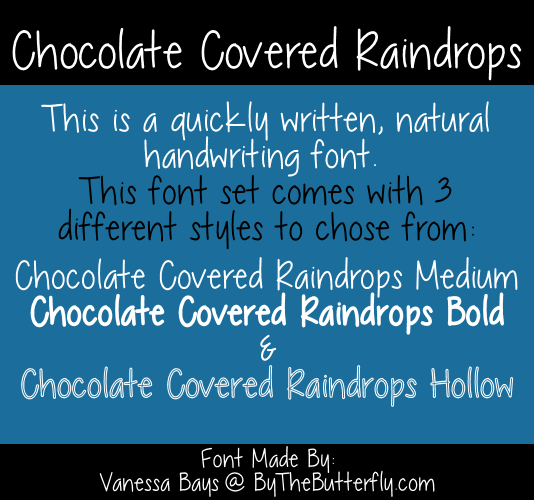 Chocolate Covered Raindrops
This is a quickly written, natural
handwriting font.
This font set comes with 3
different styles to chose from:
Chocolate Covered Raindrops Medium
Chocolate Covered Raindrops Bold
&
Chocolate Covered Raindrops Hollow
Font Made By:
Vanessa Bays @ ByTheButterfly.com